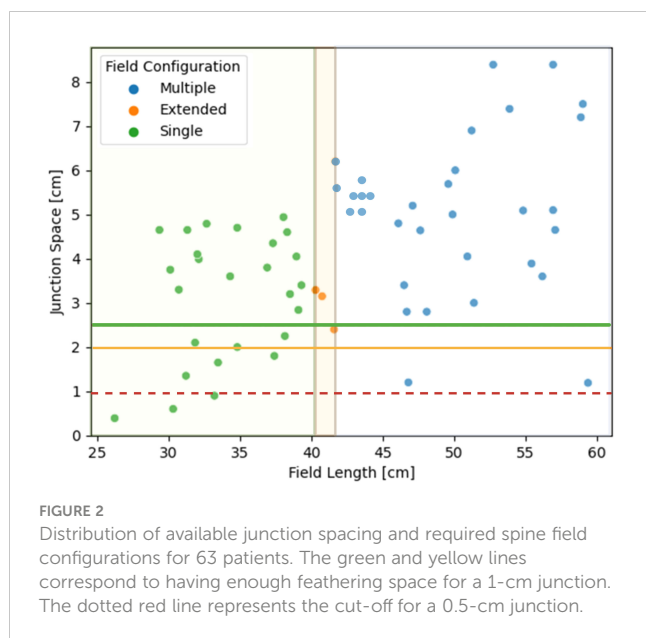 Field Configuration
Multiple
Extended
Single
8
7
6
5
4
3
2
1
0
Junction Space [cm]
25
30
35
40
45
50
55
60
Field Length [cm]
FIGURE 2
Distribution of available junction spacing and required spine field
configurations for 63 patients. The green and yellow lines
correspond to having enough feathering space for a 1-cm junction.
The dotted red line represents the cut-off for a 0.5-cm junction.